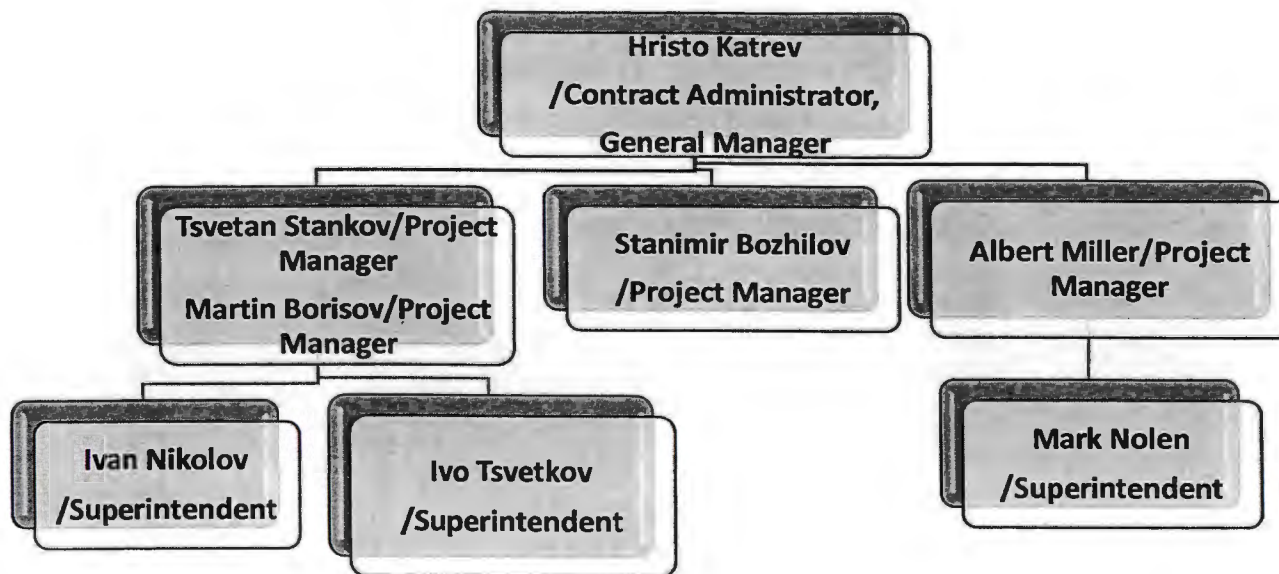 Hristo Katrev
/Contract Administrator,
General Manager
Tsvetan Stankov/Project
Manager
Martin Borisov/Project
Manager
Stanimir Bozhilov
/Project Manager
Albert Miller/Project
Manager
Ivan Nikolov
/Superintendent
Ivo Tsvetkov
/Superintendent
Mark Nolen
/Superintendent